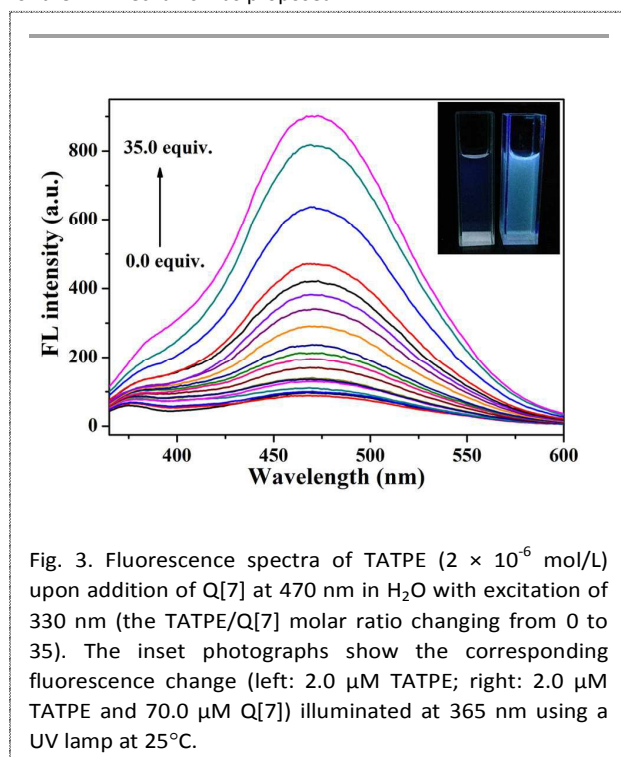 800
600
400
200
0
FL intensity (a.u.)
35.0 equiv.
0.0 equiv.
400 450 500 550 600
Wavelength (nm)
Fig. 3. Fluorescence spectra of TATPE (2 × 10⁻⁶ mol/L)
upon addition of Q[7] at 470 nm in H₂O with excitation of
330 nm (the TATPE/Q[7] molar ratio changing from 0 to
35). The inset photographs show the corresponding
fluorescence change (left: 2.0 μM TATPE; right: 2.0 μM
TATPE and 70.0 μM Q[7]) illuminated at 365 nm using a
UV lamp at 25°C.